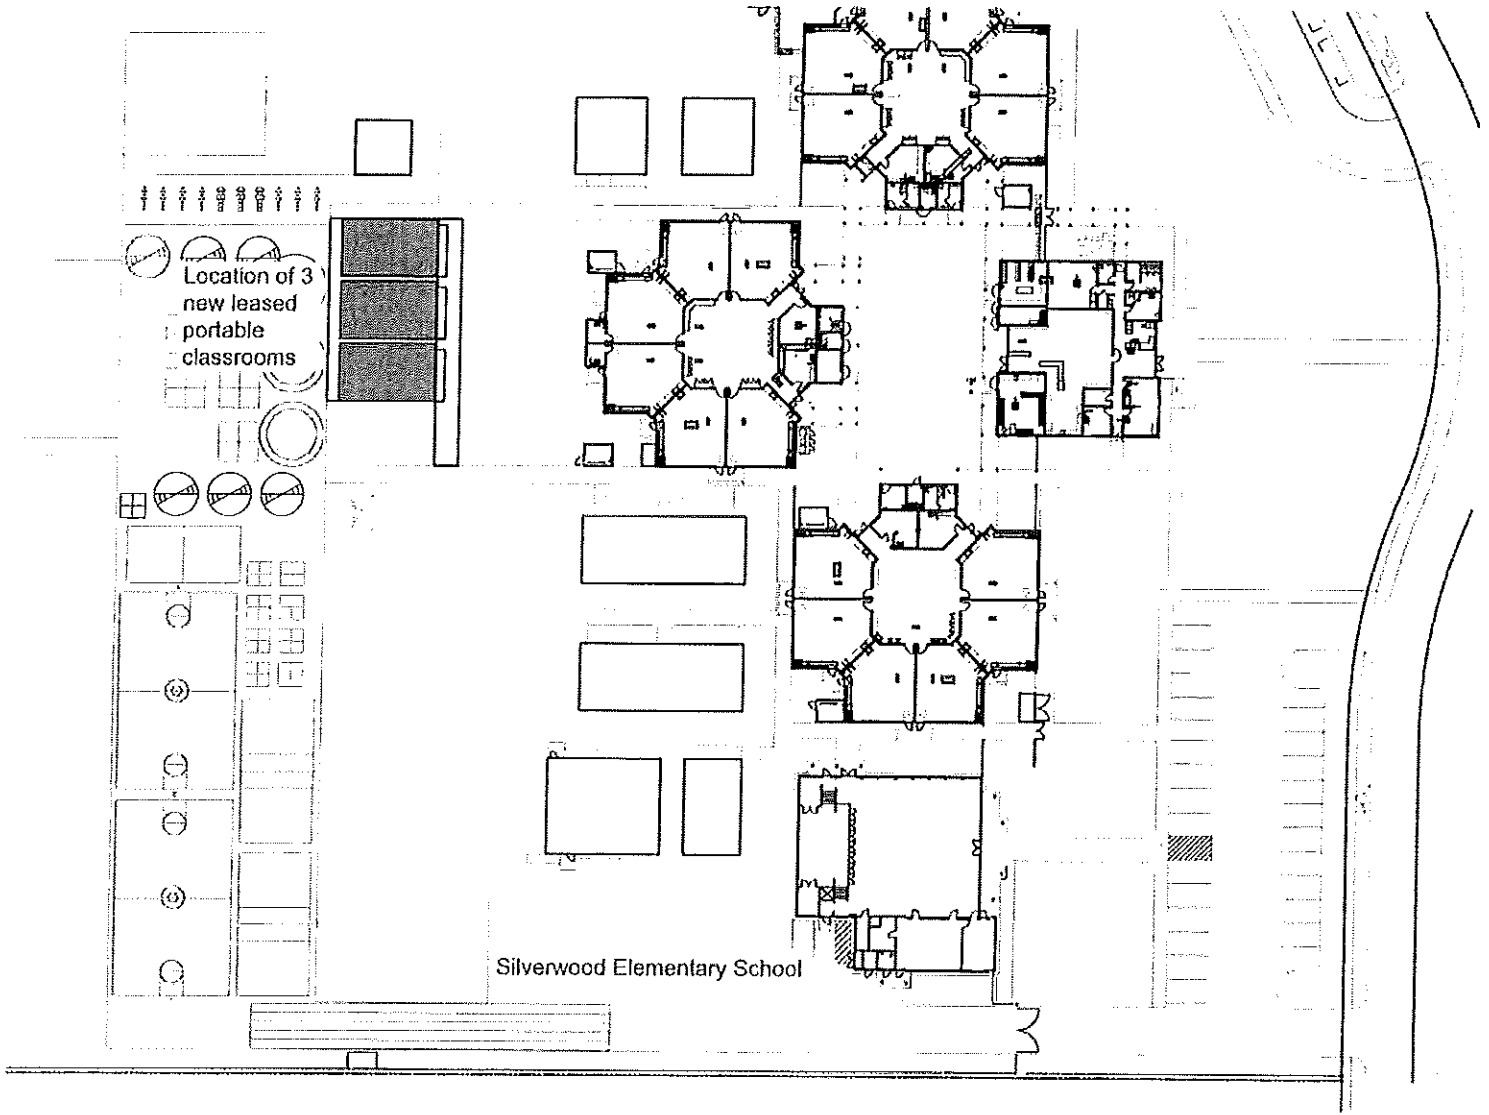 Location of 3
new leased
portable
classrooms
Silverwood Elementary School